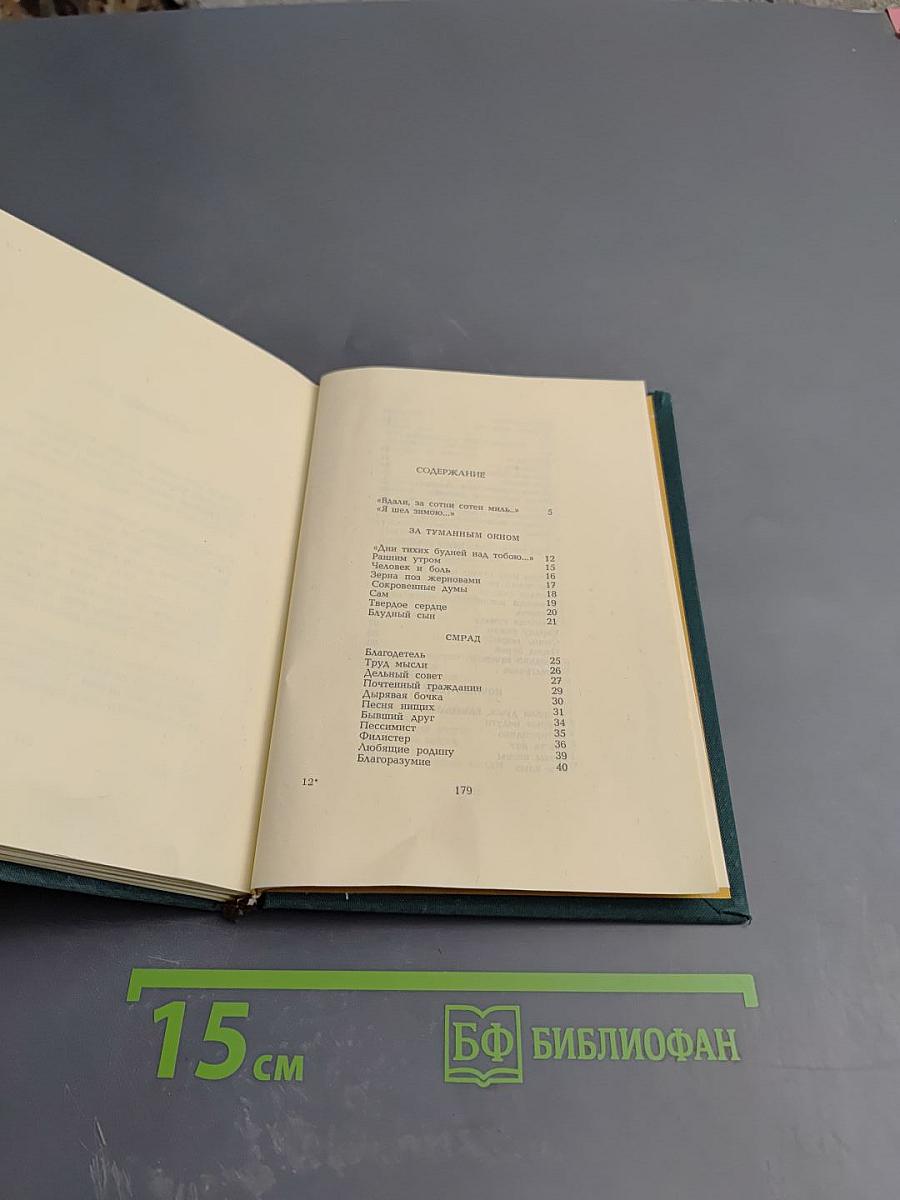 СОДЕРЖАНИЕ
«Вдали, за сотни сотен миль..»
«Я шел зимою...» 5
ЗА ТУМАННЫМ ОКНОМ
«Дни тихих будней над тобою...» 12
Ранним утром 15
Человек и боль 16
Зерна под жерновами 17
Сокровенные думы 18
Сам 19
Твердое сердце 20
Блудный сын 21
СМРАД
Благодетель 25
Труд мысли 26
Дельный совет 27
Почтенный гражданин 29
Дырявая бочка 30
Песня нищих 31
Бывший друг 34
Пессимист 35
Филистер 36
Любящие родину 39
Благоразумие 40
12*
179
15 см
БФ БИБЛИОФАН